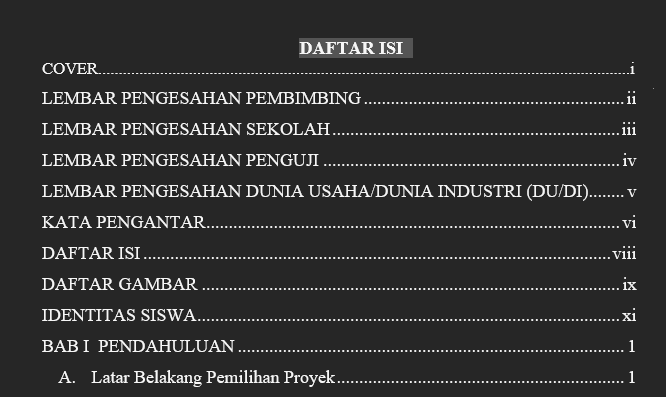 DAFTAR ISI
COVER.....i
LEMBAR PENGESAHAN PEMBIMBING.....ii
LEMBAR PENGESAHAN SEKOLAH.....iii
LEMBAR PENGESAHAN PENGUJI.....iv
LEMBAR PENGESAHAN DUNIA USAHA/DUNIA INDUSTRI (DU/DI).....v
KATA PENGANTAR.....vi
DAFTAR ISI.....viii
DAFTAR GAMBAR.....ix
IDENTITAS SISWA.....xi
BAB I PENDAHULUAN.....1
A. Latar Belakang Pemilihan Proyek.....1